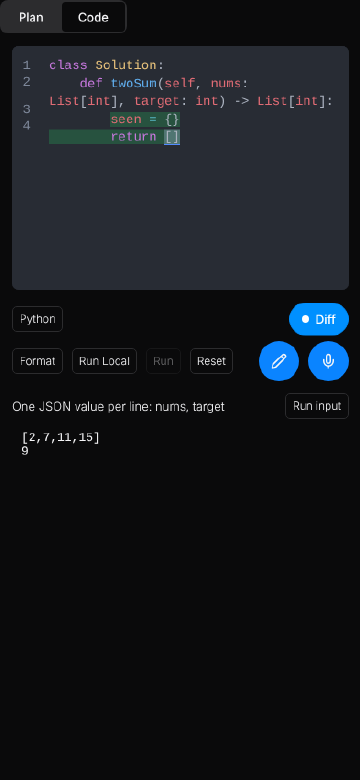 Plan Code
1 class Solution:
2 def twoSum(self, nums:
List[int], target: int) -> List[int]:
3 seen = {}
4 return []
Python Diff
Format Run Local Run Reset
One JSON value per line: nums, target Run input
[2,7,11,15]
9